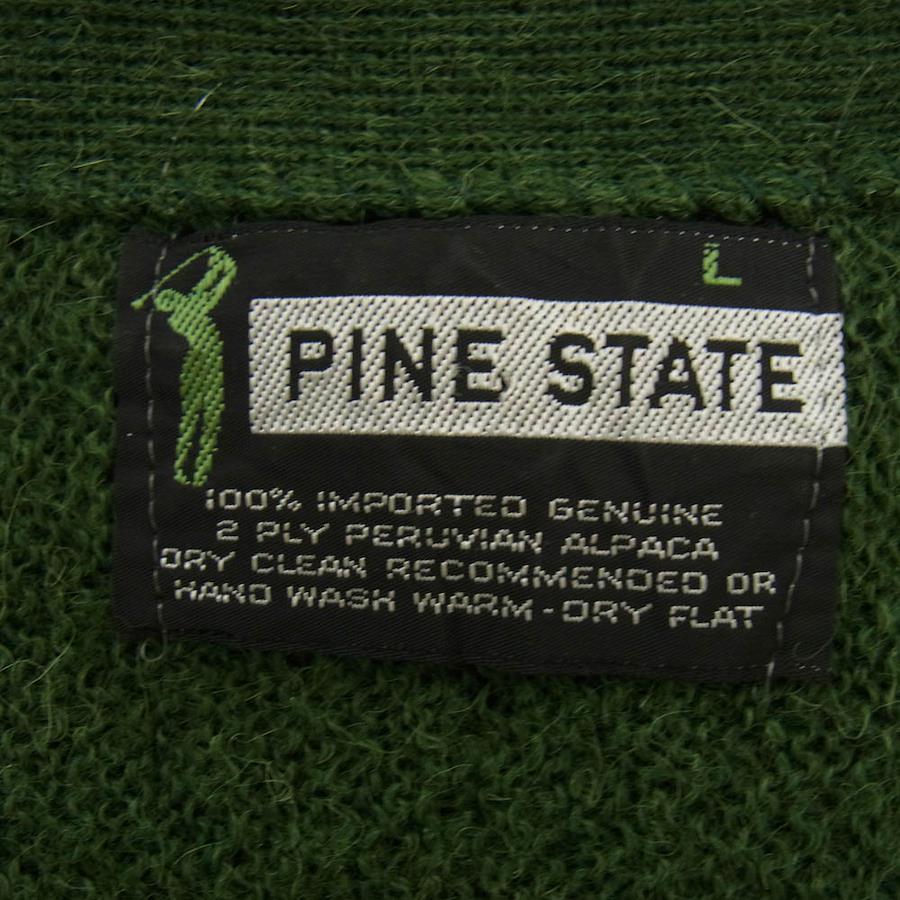 L
PINE STATE
100% IMPORTED GENUINE
2 PLY PERUVIAN ALPACA
DRY CLEAN RECOMMENDED OR
HAND WASH WARM-DRY FLAT